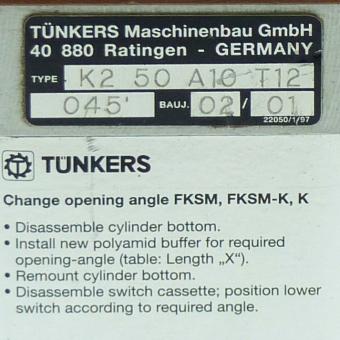 TÜNKERS Maschinenbau GmbH
40 880 Ratingen - GERMANY
TYPE K2 50 A10 T12
045° BAUJ. 02 / 01
22050/1/97
TÜNKERS
Change opening angle FKSM, FKSM-K, K
• Disassemble cylinder bottom.
• Install new polyamid buffer for required
opening-angle (table: Length „X“).
• Remount cylinder bottom.
• Disassemble switch cassette; position lower
switch according to required angle.